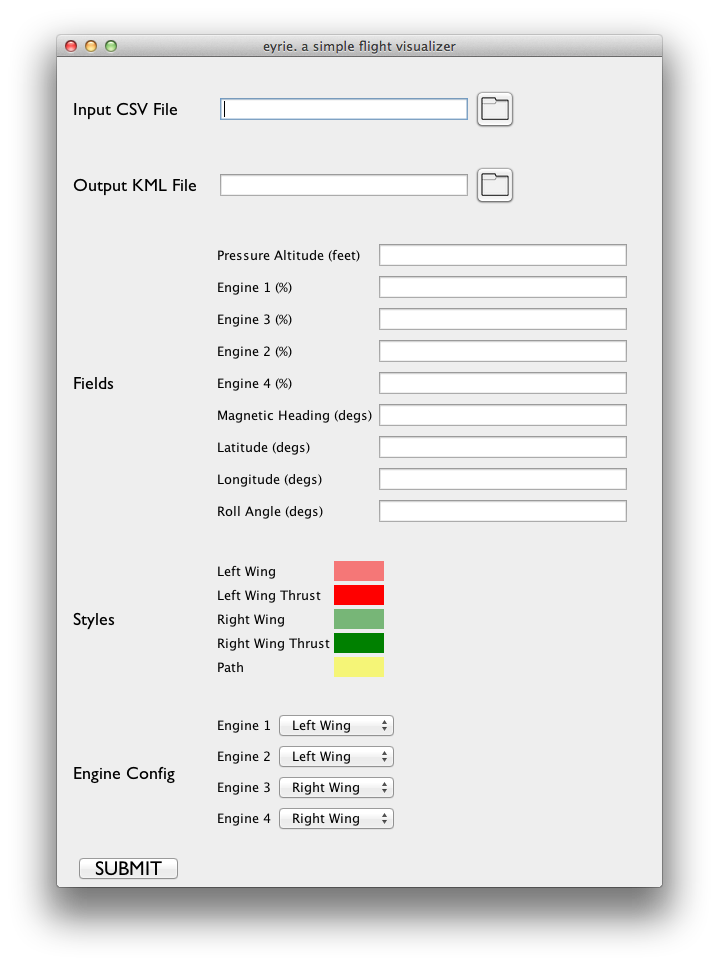 eyrie. a simple flight visualizer
Input CSV File
Output KML File
Fields
Pressure Altitude (feet)
Engine 1 (%)
Engine 3 (%)
Engine 2 (%)
Engine 4 (%)
Magnetic Heading (degs)
Latitude (degs)
Longitude (degs)
Roll Angle (degs)
Styles
Left Wing
Left Wing Thrust
Right Wing
Right Wing Thrust
Path
Engine Config
Engine 1 Left Wing
Engine 2 Left Wing
Engine 3 Right Wing
Engine 4 Right Wing
SUBMIT